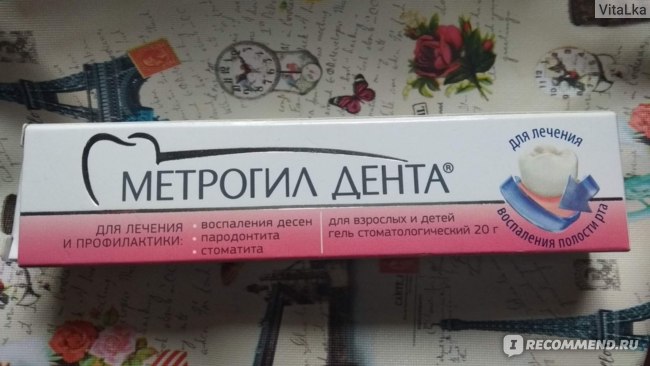 VitaLka
МЕТРОГИЛ ДЕНТА®
ДЛЯ ЛЕЧЕНИЯ
И ПРОФИЛАКТИКИ:
• воспаления десен
• пародонтита
• стоматита
для взрослых и детей
гель стоматологический 20 г
для лечения
воспаления полости рта
IRECOMMEND.RU